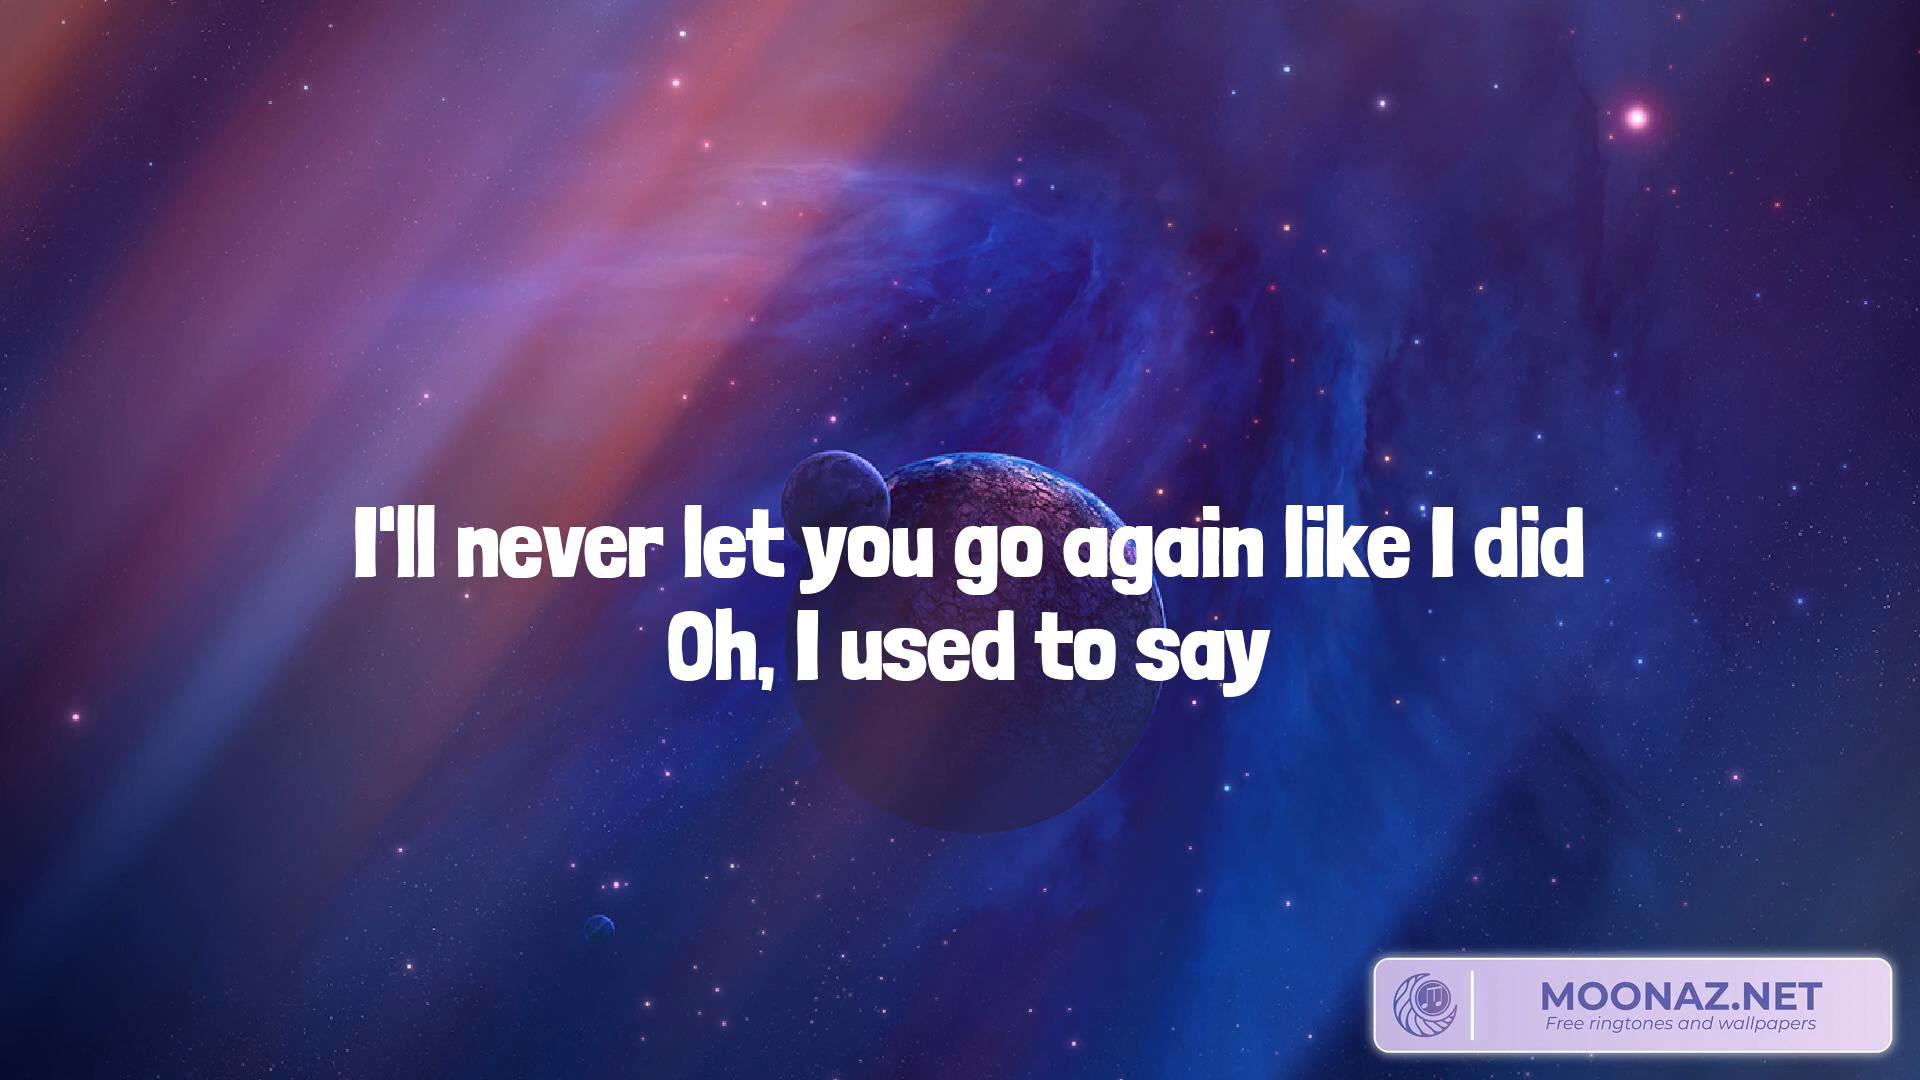 I'll never let you go again like I did
Oh, I used to say
MOONAZ.NET
Free ringtones and wallpapers